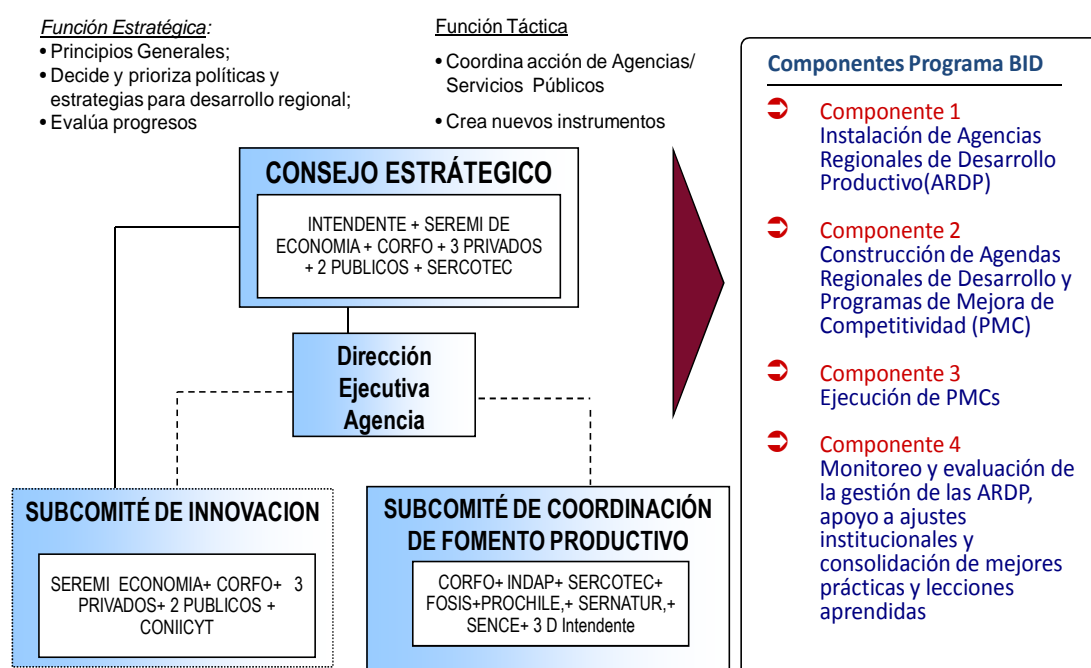 Función Estratégica:
• Principios Generales;
• Decide y prioriza políticas y
estrategias para desarrollo regional;
• Evalúa progresos
Función Táctica
• Coordina acción de Agencias/
Servicios Públicos
• Crea nuevos instrumentos
CONSEJO ESTRÁTEGICO
INTENDENTE + SEREMI DE
ECONOMIA + CORFO + 3 PRIVADOS
+ 2 PUBLICOS + SERCOTEC
Dirección
Ejecutiva
Agencia
SUBCOMITÉ DE INNOVACION
SEREMI ECONOMIA+ CORFO+ 3
PRIVADOS+ 2 PUBLICOS +
CONIICYT
SUBCOMITÉ DE COORDINACIÓN
DE FOMENTO PRODUCTIVO
CORFO+ INDAP+ SERCOTEC+
FOSIS+PROCHILE,+ SERNATUR,+
SENCE+ 3 D Intendente
Componentes Programa BID
Componente 1
Instalación de Agencias
Regionales de Desarrollo
Productivo(ARDP)
Componente 2
Construcción de Agendas
Regionales de Desarrollo y
Programas de Mejora de
Competitividad (PMC)
Componente 3
Ejecución de PMCs
Componente 4
Monitoreo y evaluación de
la gestión de las ARDP,
apoyo a ajustes
institucionales y
consolidación de mejores
prácticas y lecciones
aprendidas